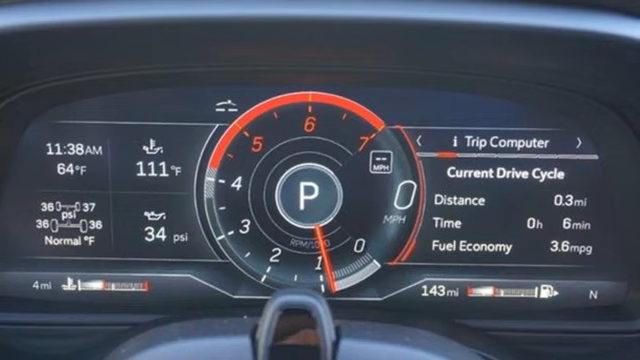 11:38AM
64°F
111°F
36 37
psi
36 36
Normal °F
34 psi
4mi
5
6
7
4
3
2
1
0
P
RPM/1000
--
MPH
0
MPH
< i Trip Computer >
Current Drive Cycle
Distance 0.3mi
Time 0h 6min
Fuel Economy 3.6mpg
143mi
N